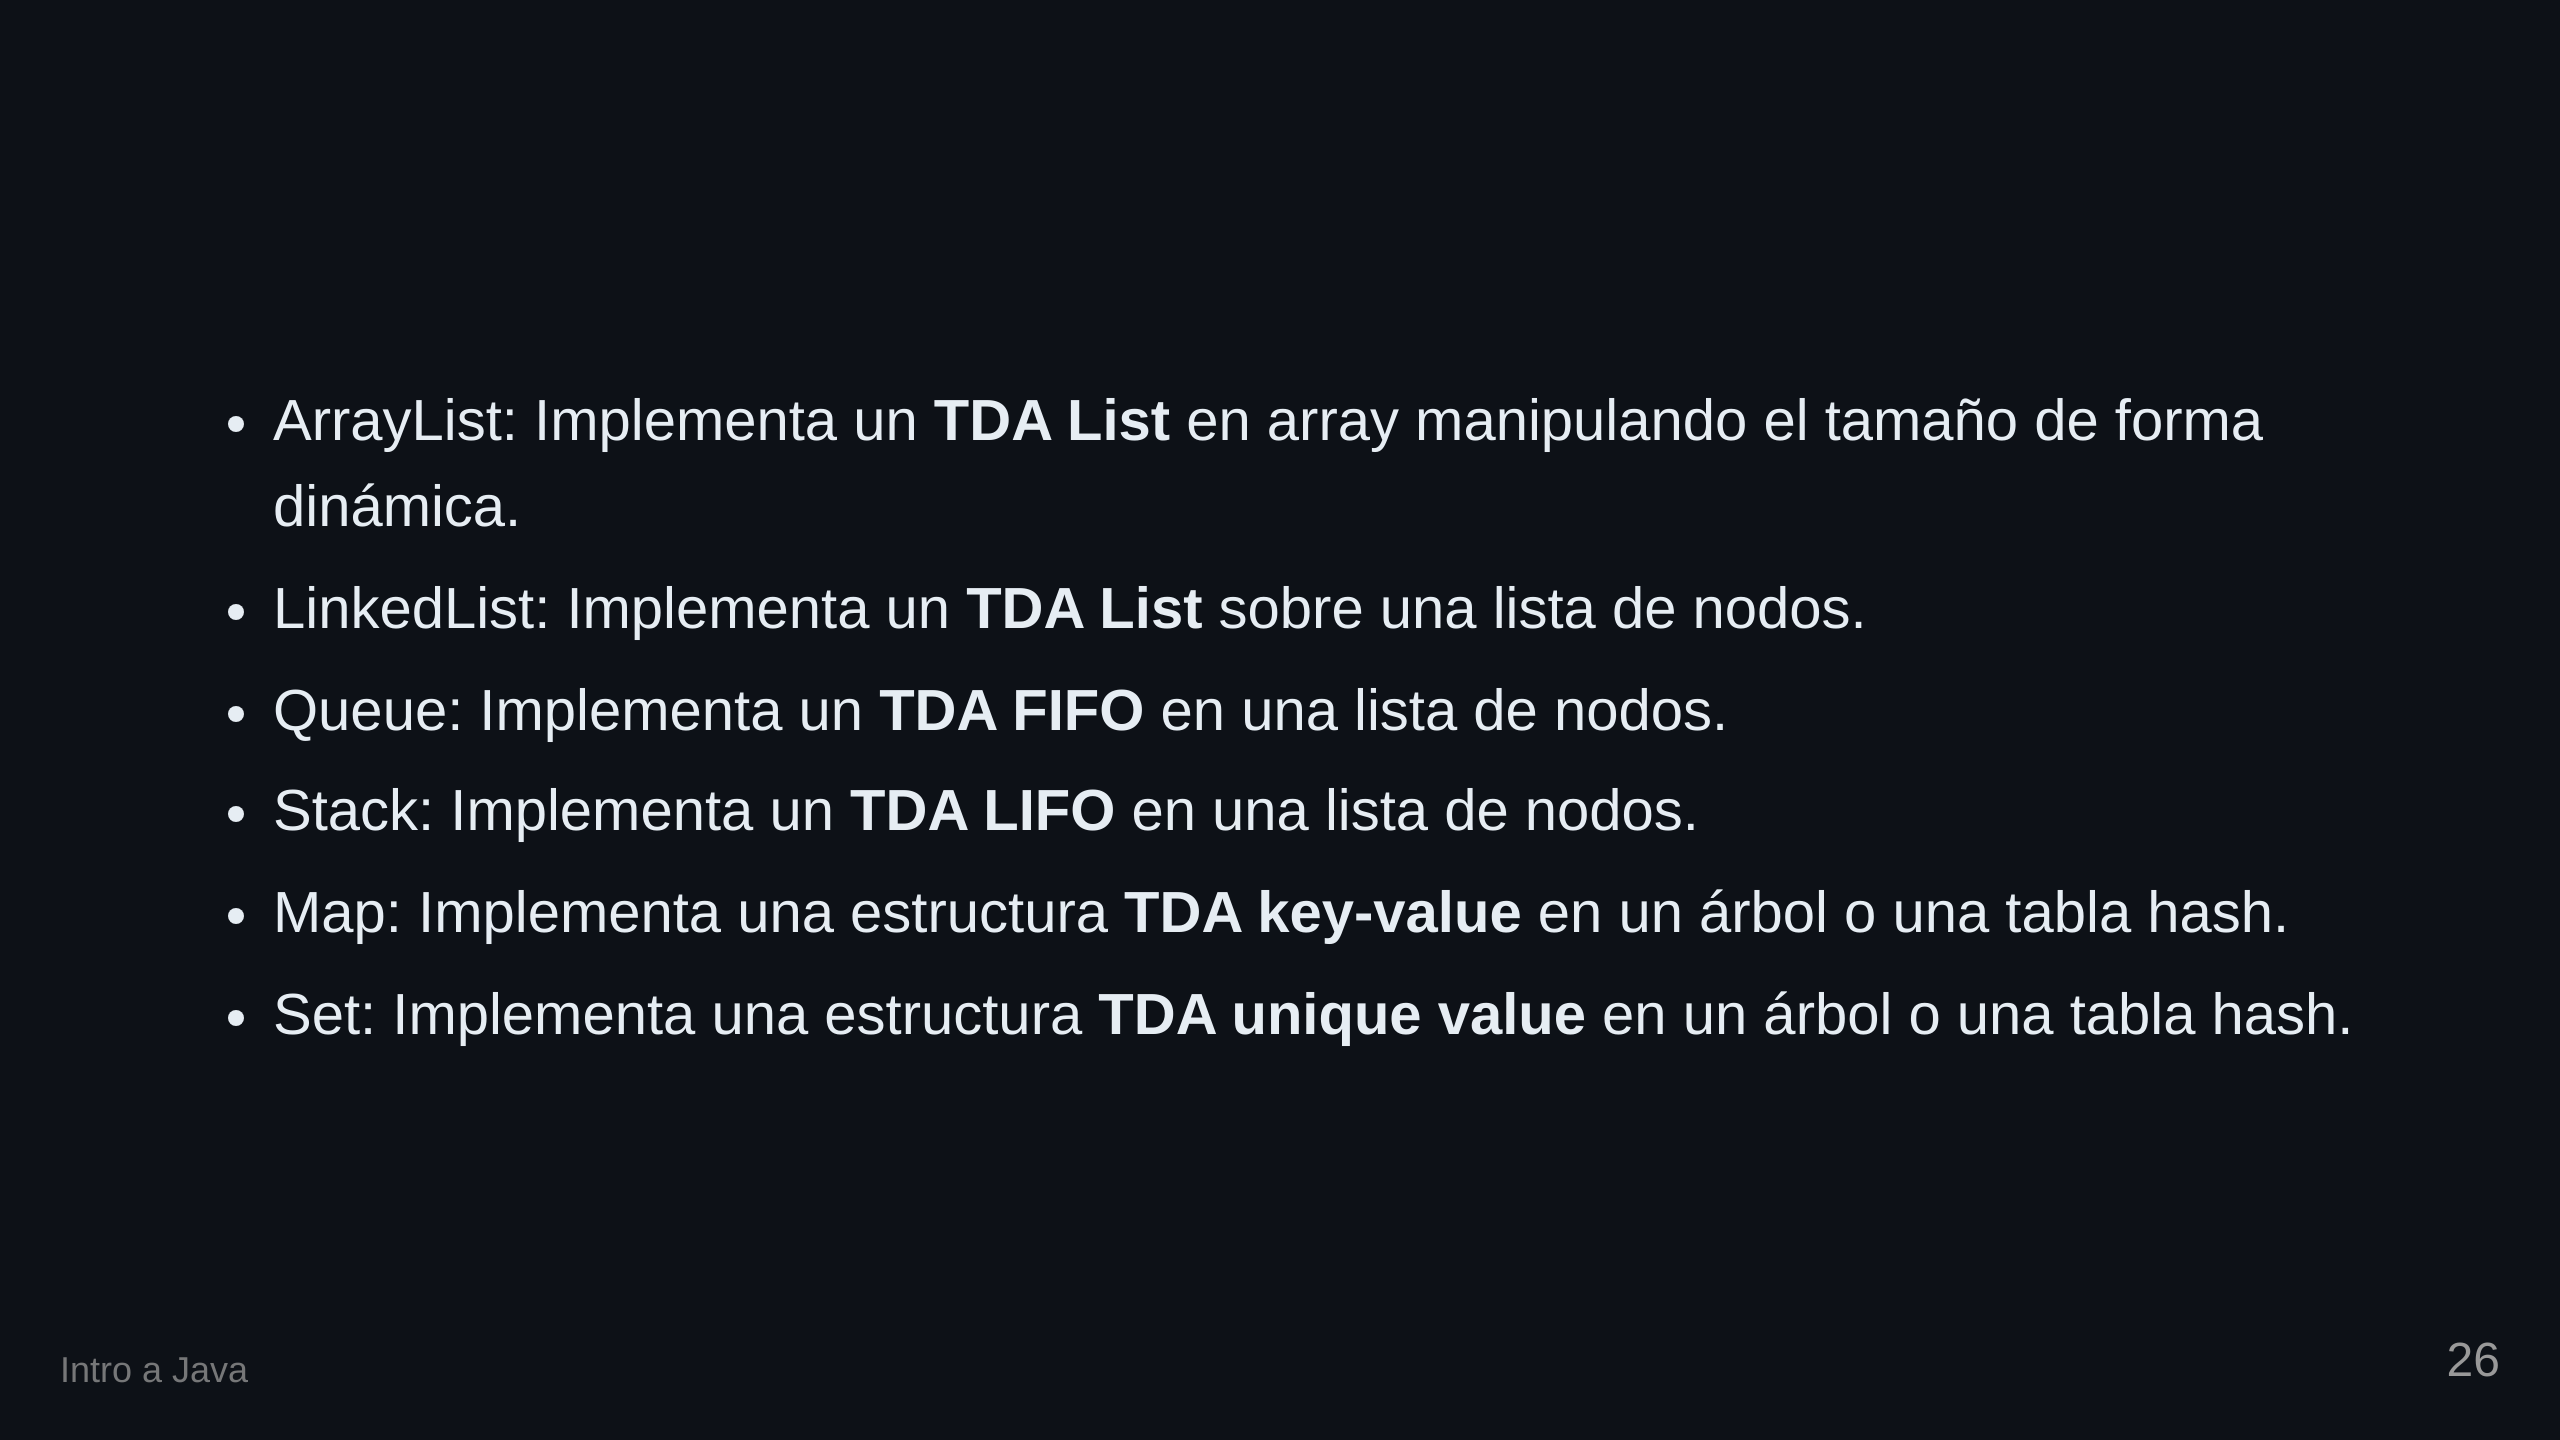 • ArrayList: Implementa un TDA List en array manipulando el tamaño de forma
dinámica.
• LinkedList: Implementa un TDA List sobre una lista de nodos.
• Queue: Implementa un TDA FIFO en una lista de nodos.
• Stack: Implementa un TDA LIFO en una lista de nodos.
• Map: Implementa una estructura TDA key-value en un árbol o una tabla hash.
• Set: Implementa una estructura TDA unique value en un árbol o una tabla hash.
Intro a Java
26